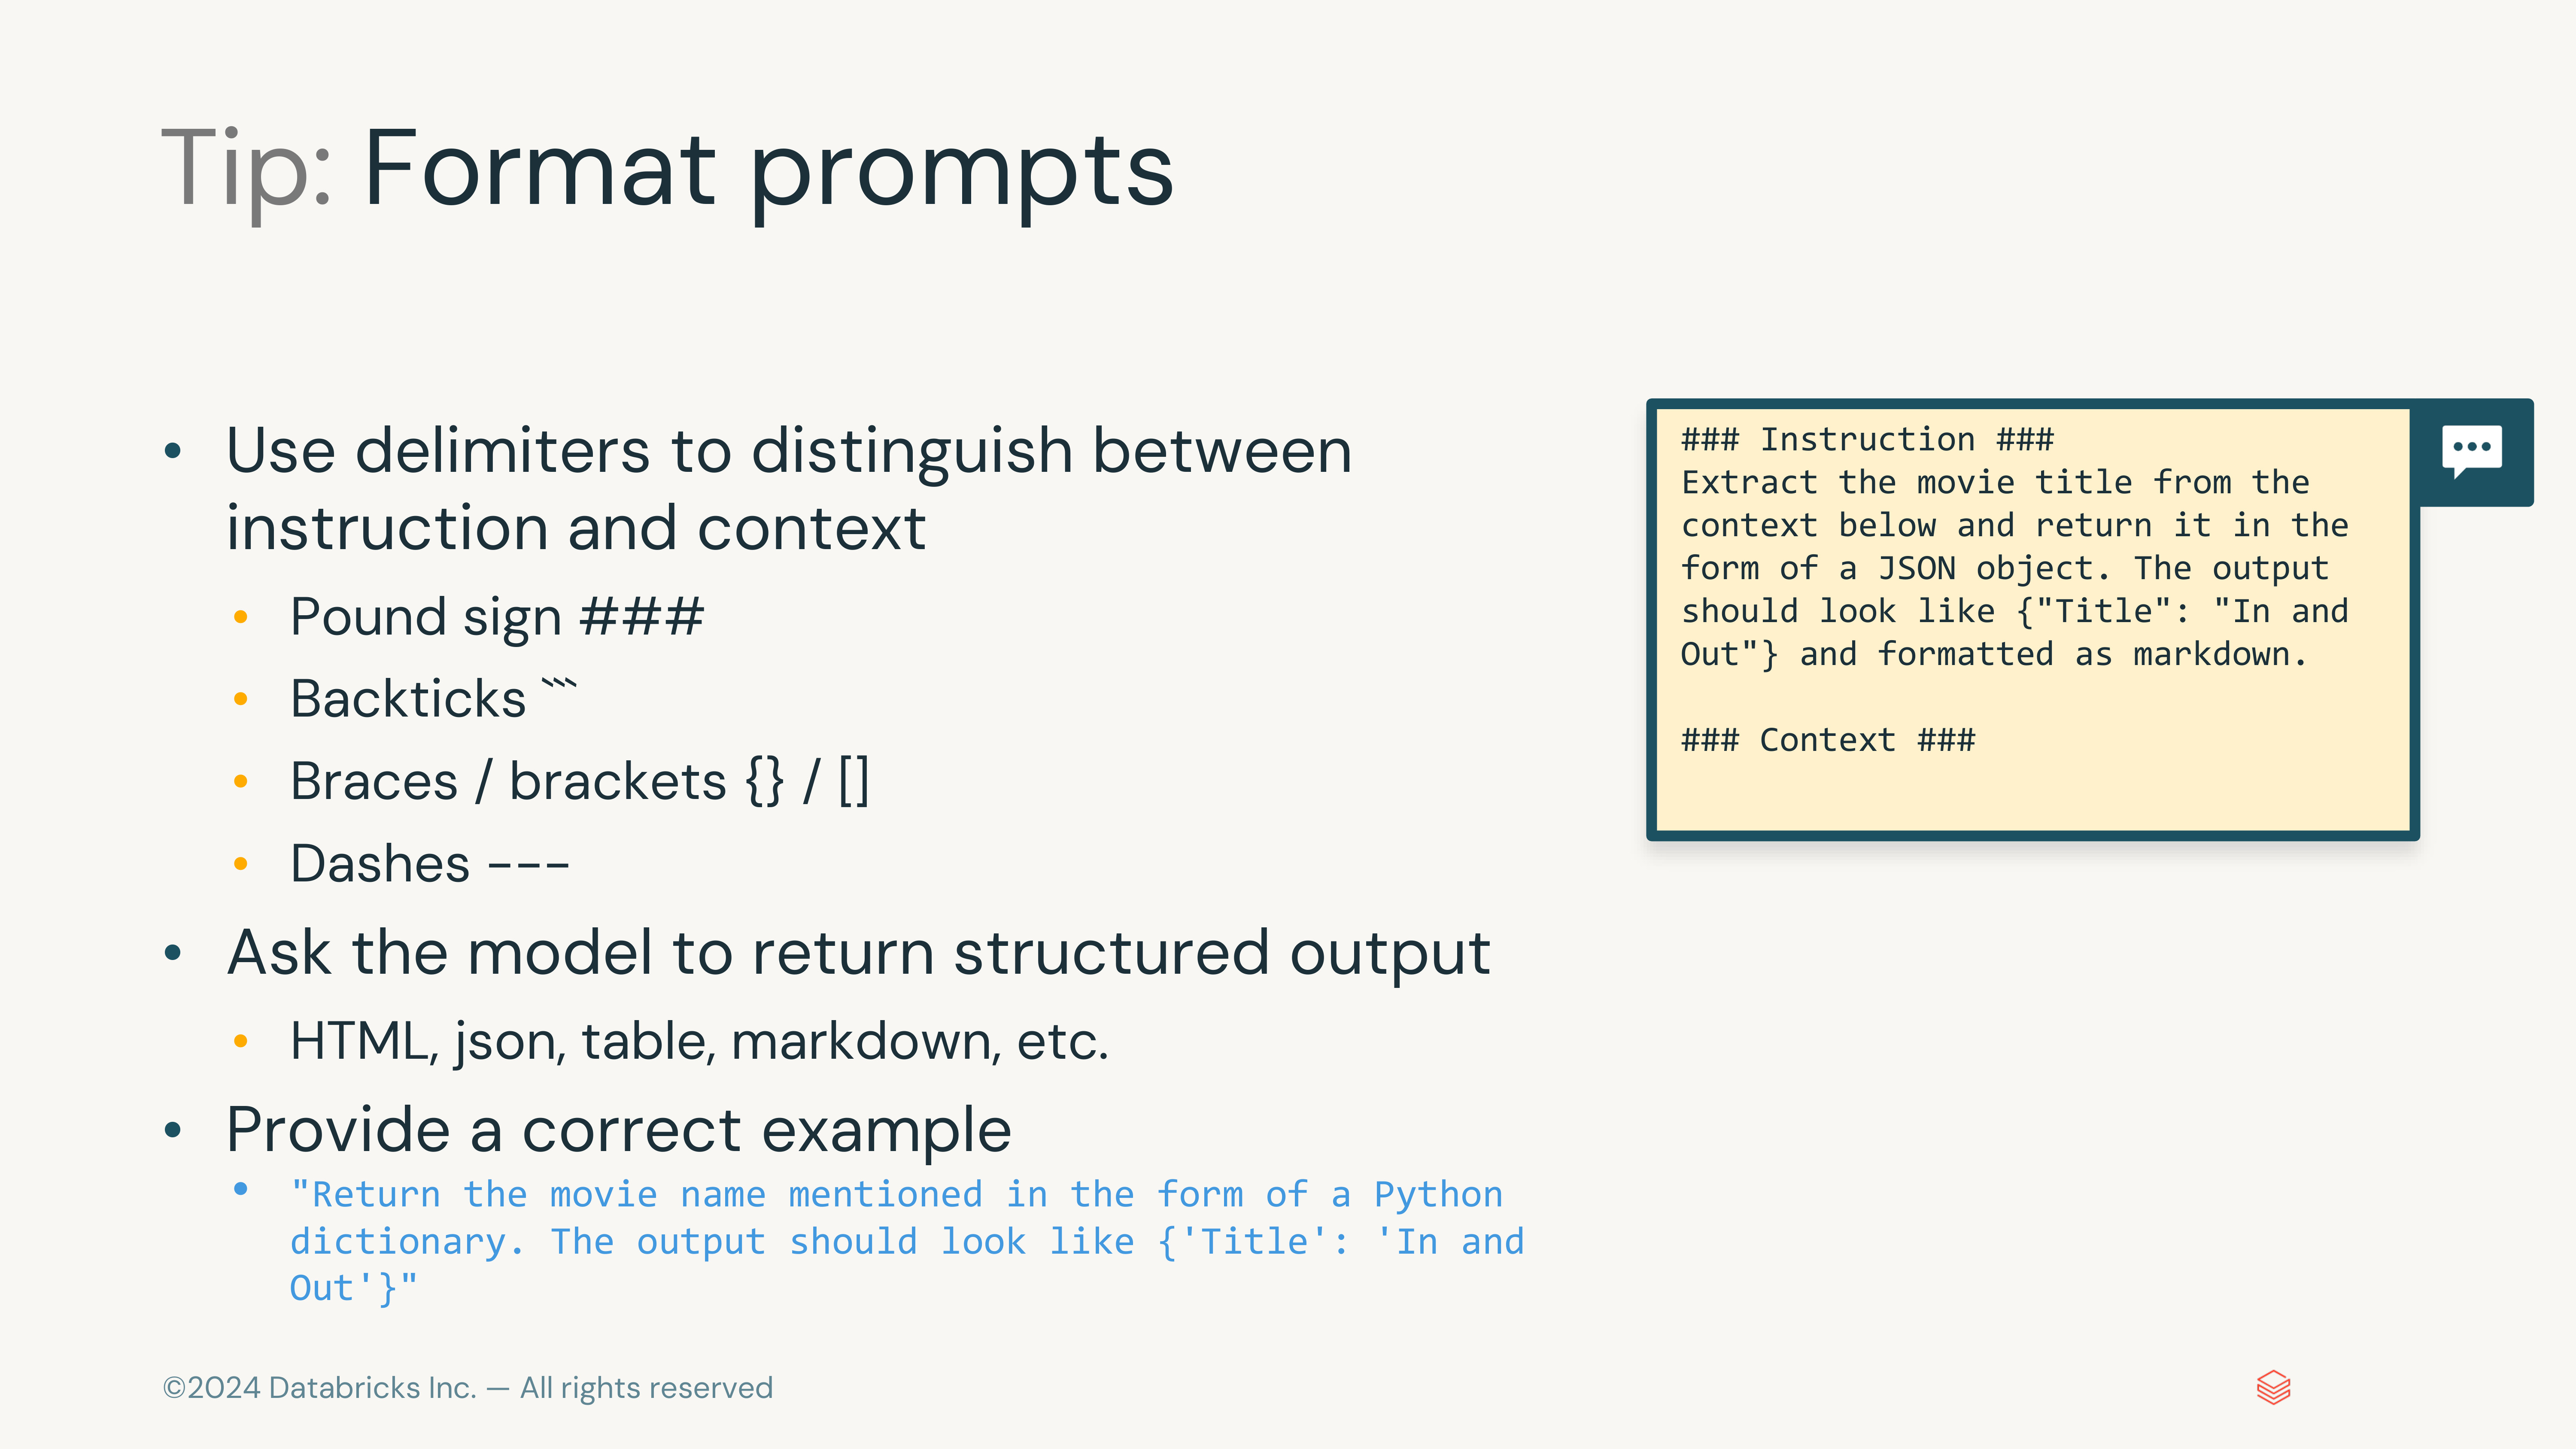 Tip: Format prompts
• Use delimiters to distinguish between
instruction and context
• Pound sign ###
• Backticks ```
• Braces / brackets {} / []
• Dashes ---
• Ask the model to return structured output
• HTML, json, table, markdown, etc.
• Provide a correct example
• "Return the movie name mentioned in the form of a Python
dictionary. The output should look like {'Title': 'In and
Out'}"
### Instruction ###
Extract the movie title from the
context below and return it in the
form of a JSON object. The output
should look like {"Title": "In and
Out"} and formatted as markdown.
### Context ###
©2024 Databricks Inc. — All rights reserved